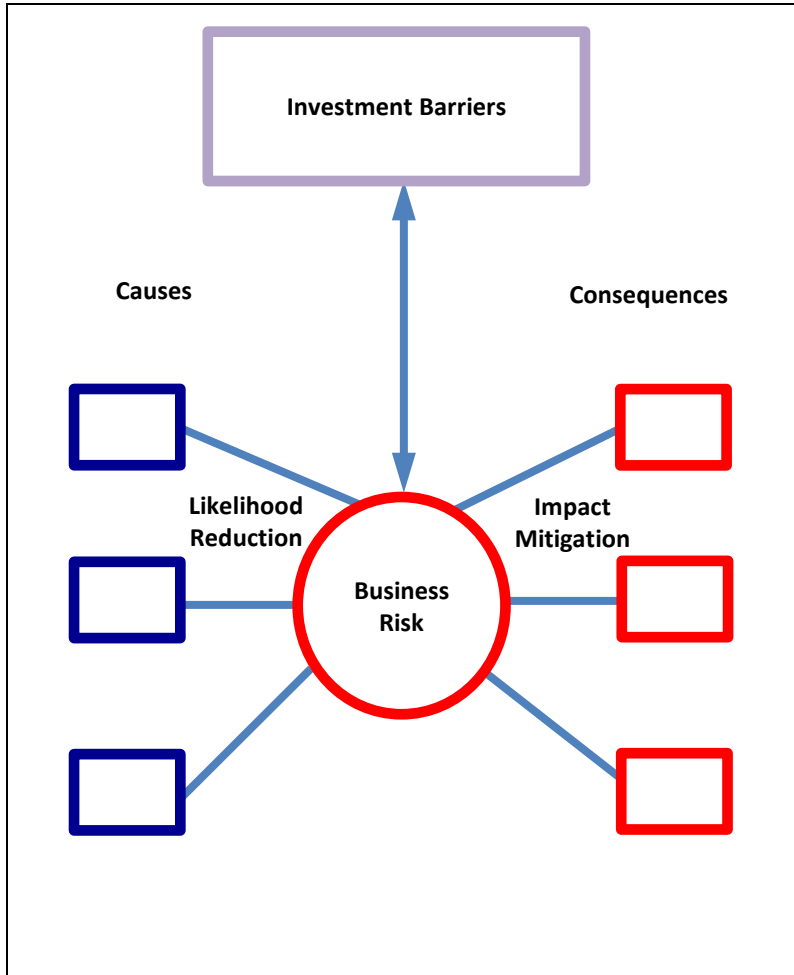 Investment Barriers
Causes
Consequences
Likelihood
Reduction
Impact
Mitigation
Business
Risk